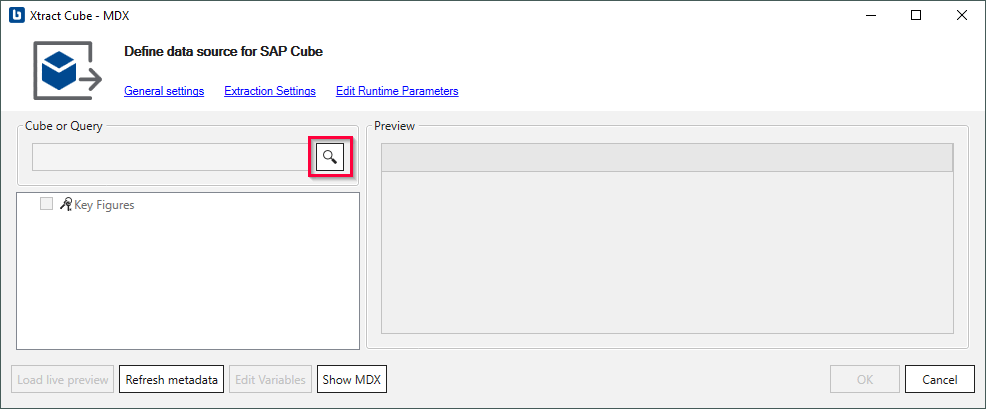 Xtract Cube - MDX
Define data source for SAP Cube
General settings Extraction Settings Edit Runtime Parameters
Cube or Query
Preview
Key Figures
Load live preview Refresh metadata Edit Variables Show MDX OK Cancel